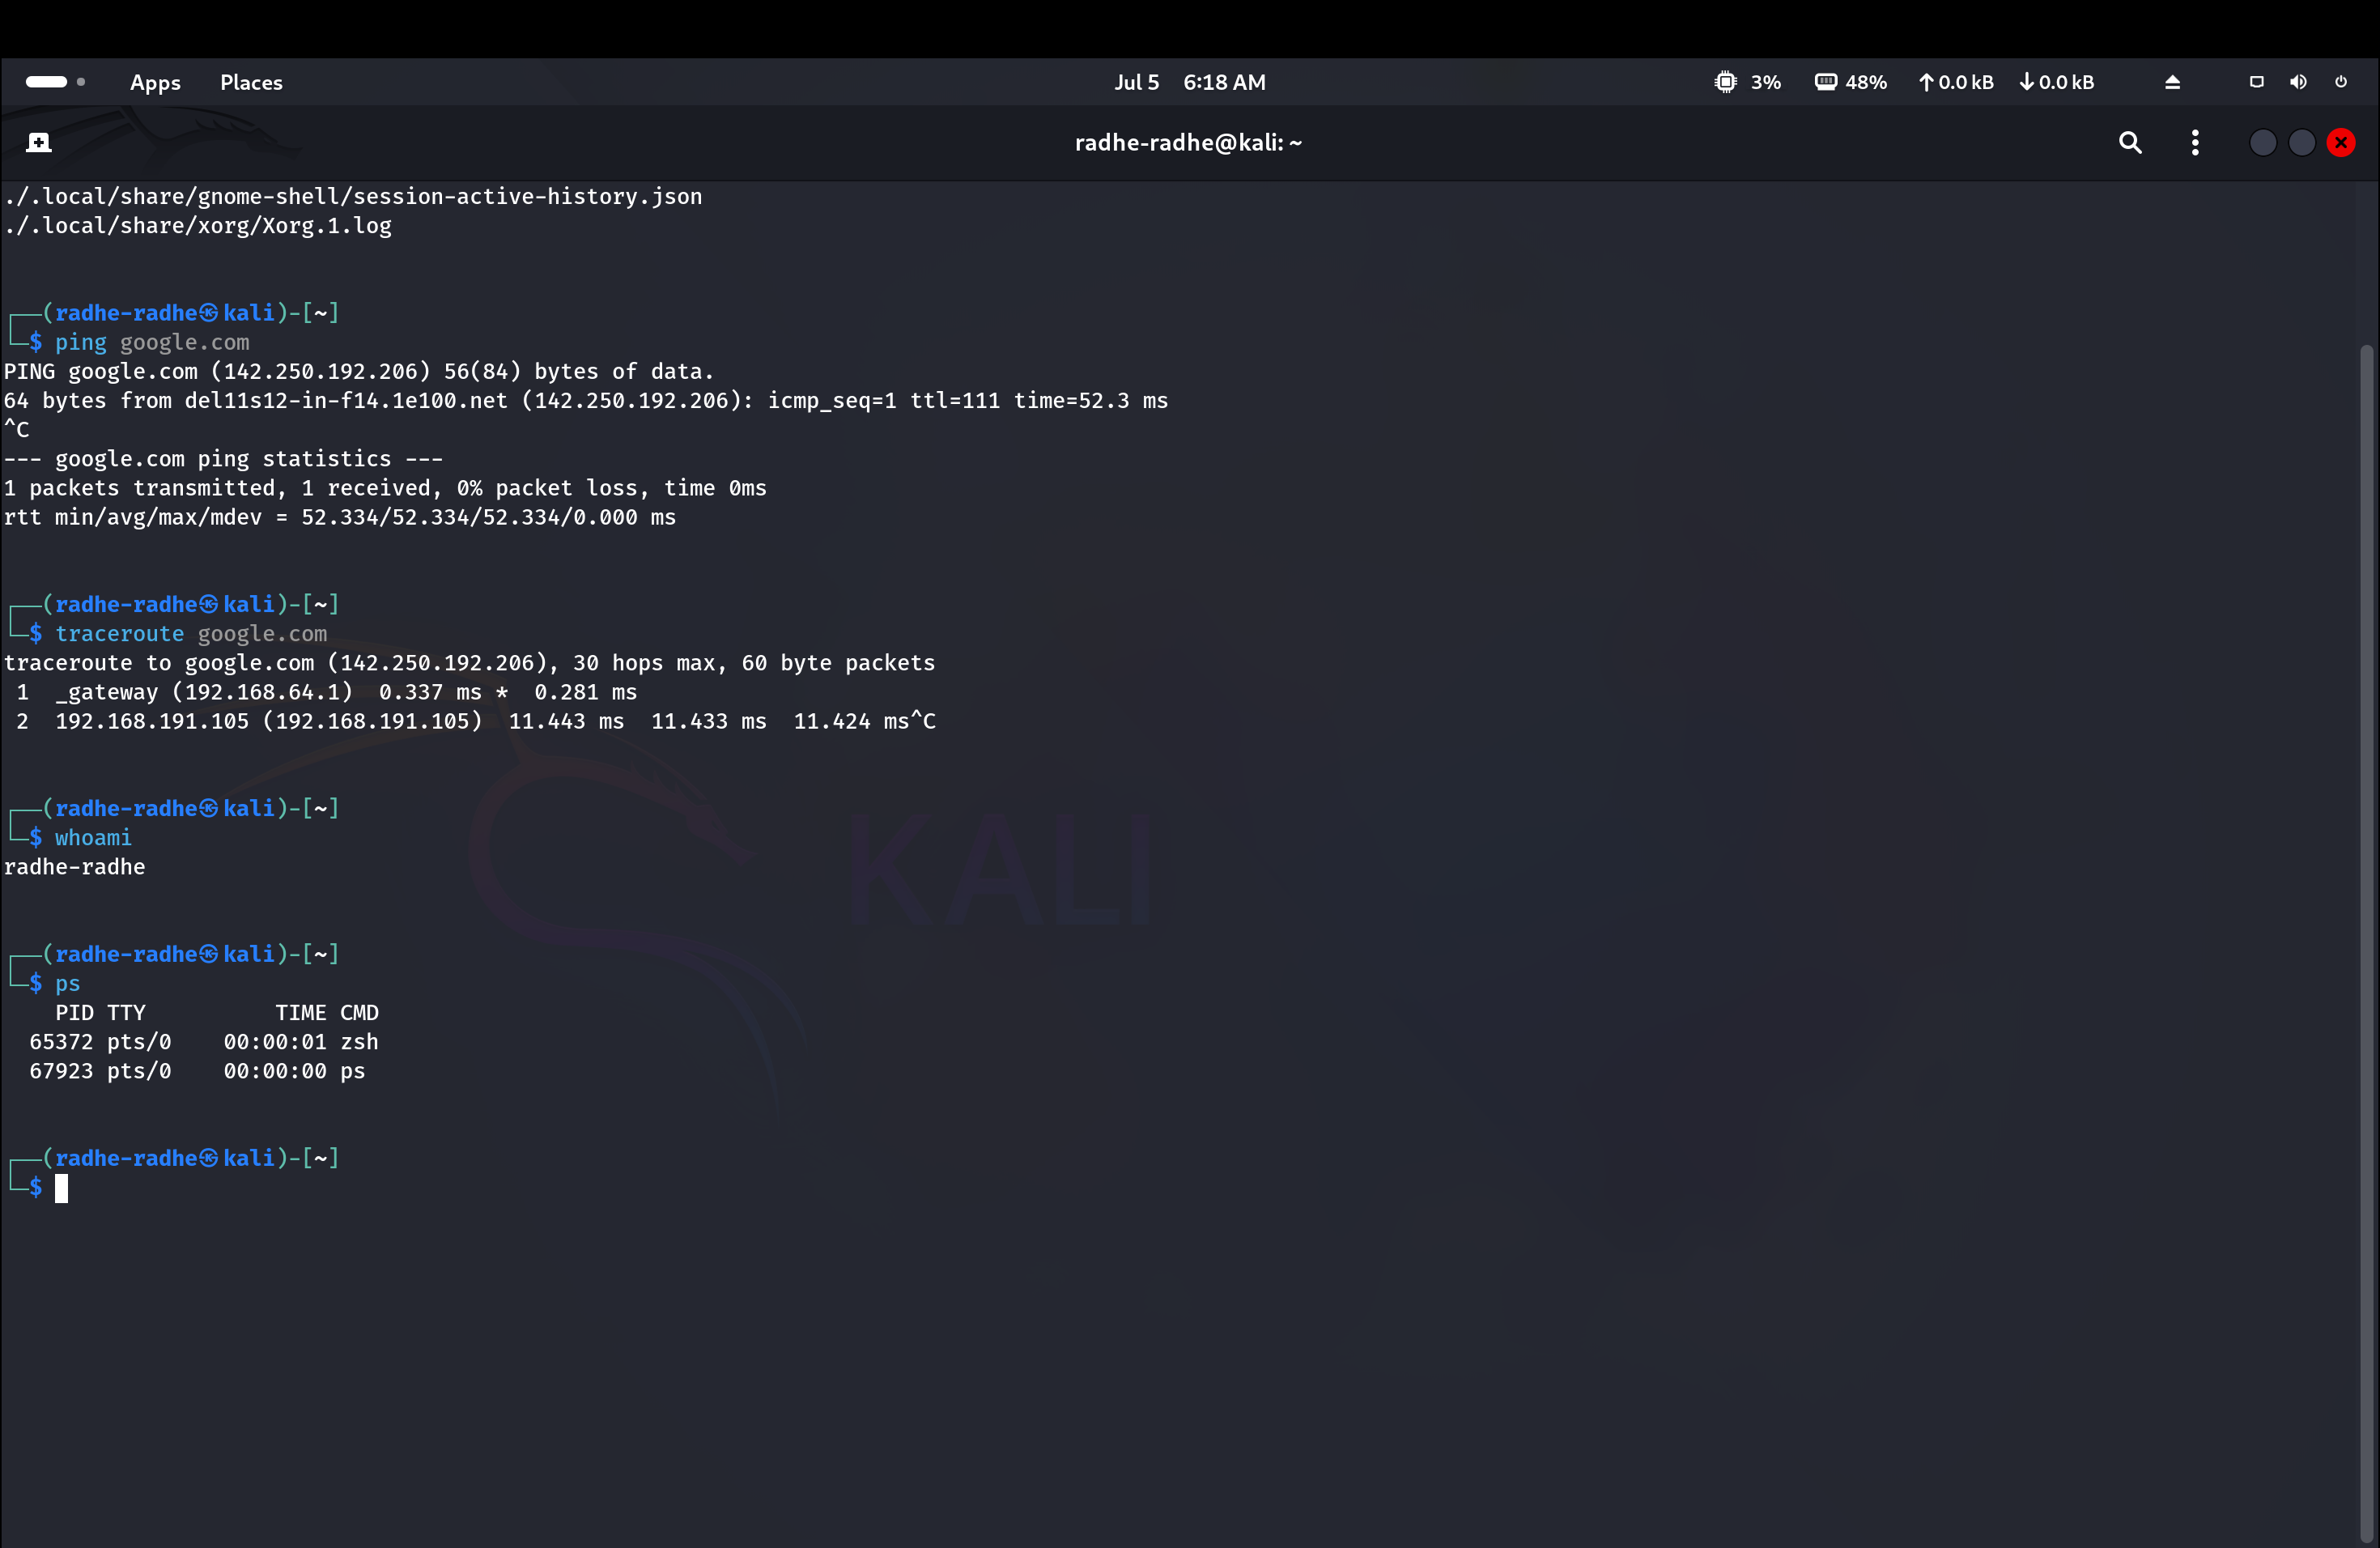 Apps Places Jul 5 6:18 AM 3% 48% ↑0.0 kB ↓0.0 kB
radhe-radhe@kali: ~
././.local/share/gnome-shell/session-active-history.json
./.local/share/xorg/Xorg.1.log
┌──(radhe-radhe㉿kali)-[~]
└─$ ping google.com
PING google.com (142.250.192.206) 56(84) bytes of data.
64 bytes from del11s12-in-f14.1e100.net (142.250.192.206): icmp_seq=1 ttl=111 time=52.3 ms
^C
--- google.com ping statistics ---
1 packets transmitted, 1 received, 0% packet loss, time 0ms
rtt min/avg/max/mdev = 52.334/52.334/52.334/0.000 ms
┌──(radhe-radhe㉿kali)-[~]
└─$ traceroute google.com
traceroute to google.com (142.250.192.206), 30 hops max, 60 byte packets
 1  _gateway (192.168.64.1)  0.337 ms *  0.281 ms
 2  192.168.191.105 (192.168.191.105)  11.443 ms  11.433 ms  11.424 ms^C
┌──(radhe-radhe㉿kali)-[~]
└─$ whoami
radhe-radhe
KALI
┌──(radhe-radhe㉿kali)-[~]
└─$ ps
    PID TTY          TIME CMD
  65372 pts/0    00:00:01 zsh
  67923 pts/0    00:00:00 ps
┌──(radhe-radhe㉿kali)-[~]
└─$